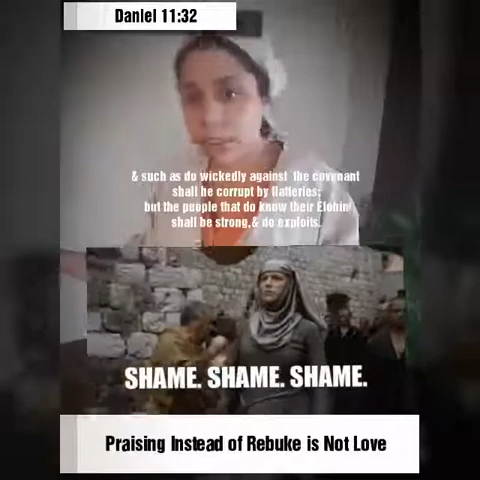 Daniel 11:32
& such as do wickedly against the covenant
shall he corrupt by flatteries:
but the people that do know their Elohim
shall be strong,& do exploits.
SHAME. SHAME. SHAME.
Praising Instead of Rebuke is Not Love